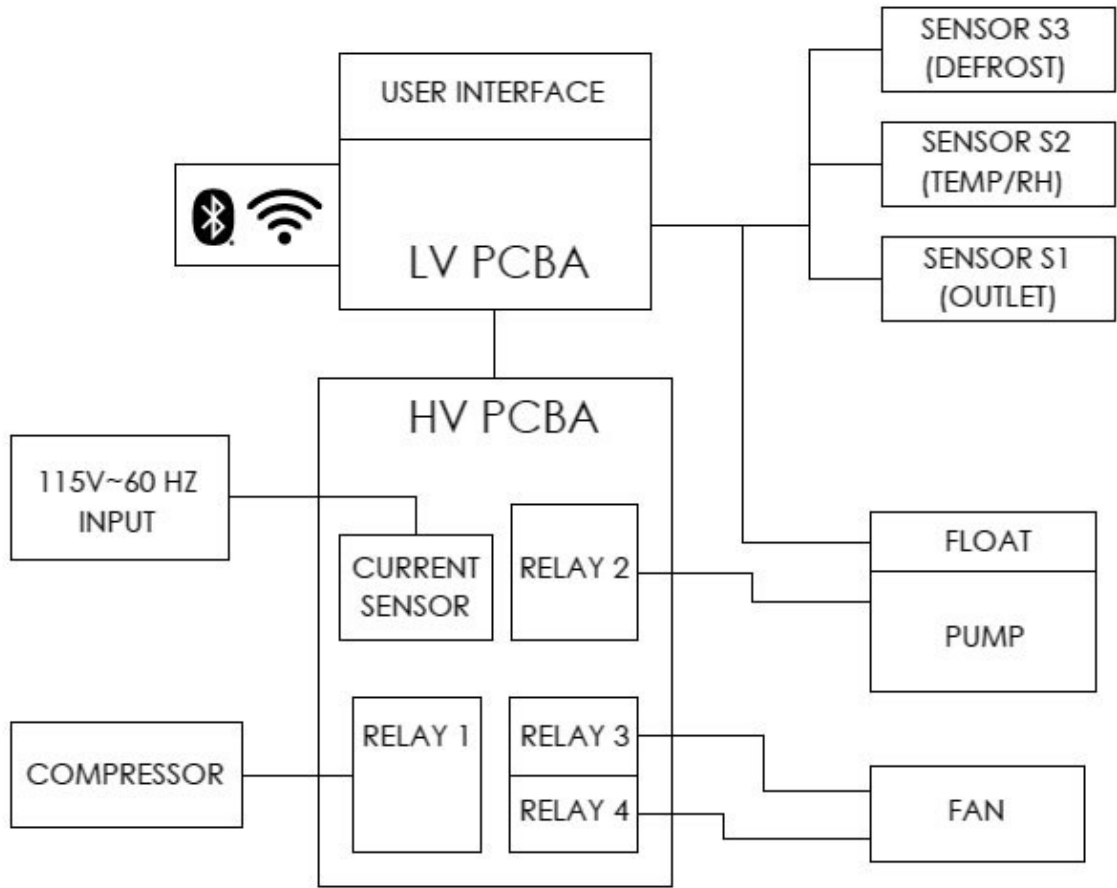 SENSOR S3
(DEFROST)
USER INTERFACE
SENSOR S2
(TEMP/RH)
LV PCBA
SENSOR S1
(OUTLET)
HV PCBA
115V~60 HZ
INPUT
CURRENT
SENSOR
RELAY 2
FLOAT
PUMP
COMPRESSOR
RELAY 1
RELAY 3
RELAY 4
FAN